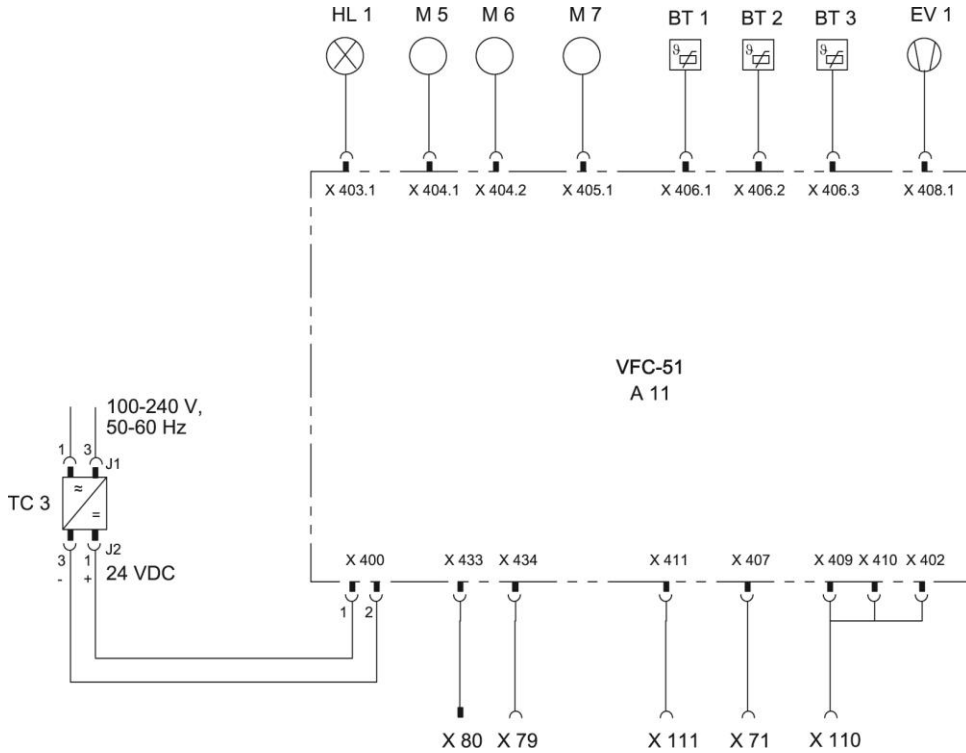 HL 1 M 5 M 6 M 7 BT 1 BT 2 BT 3 EV 1
ϑ ϑ ϑ
X 403.1 X 404.1 X 404.2 X 405.1 X 406.1 X 406.2 X 406.3 X 408.1
VFC-51
A 11
100-240 V,
50-60 Hz
1 3 J1
≈
TC 3
=
J2
3 1 24 VDC
- +
X 400 X 433 X 434 X 411 X 407 X 409 X 410 X 402
1 2
X 80 X 79 X 111 X 71 X 110